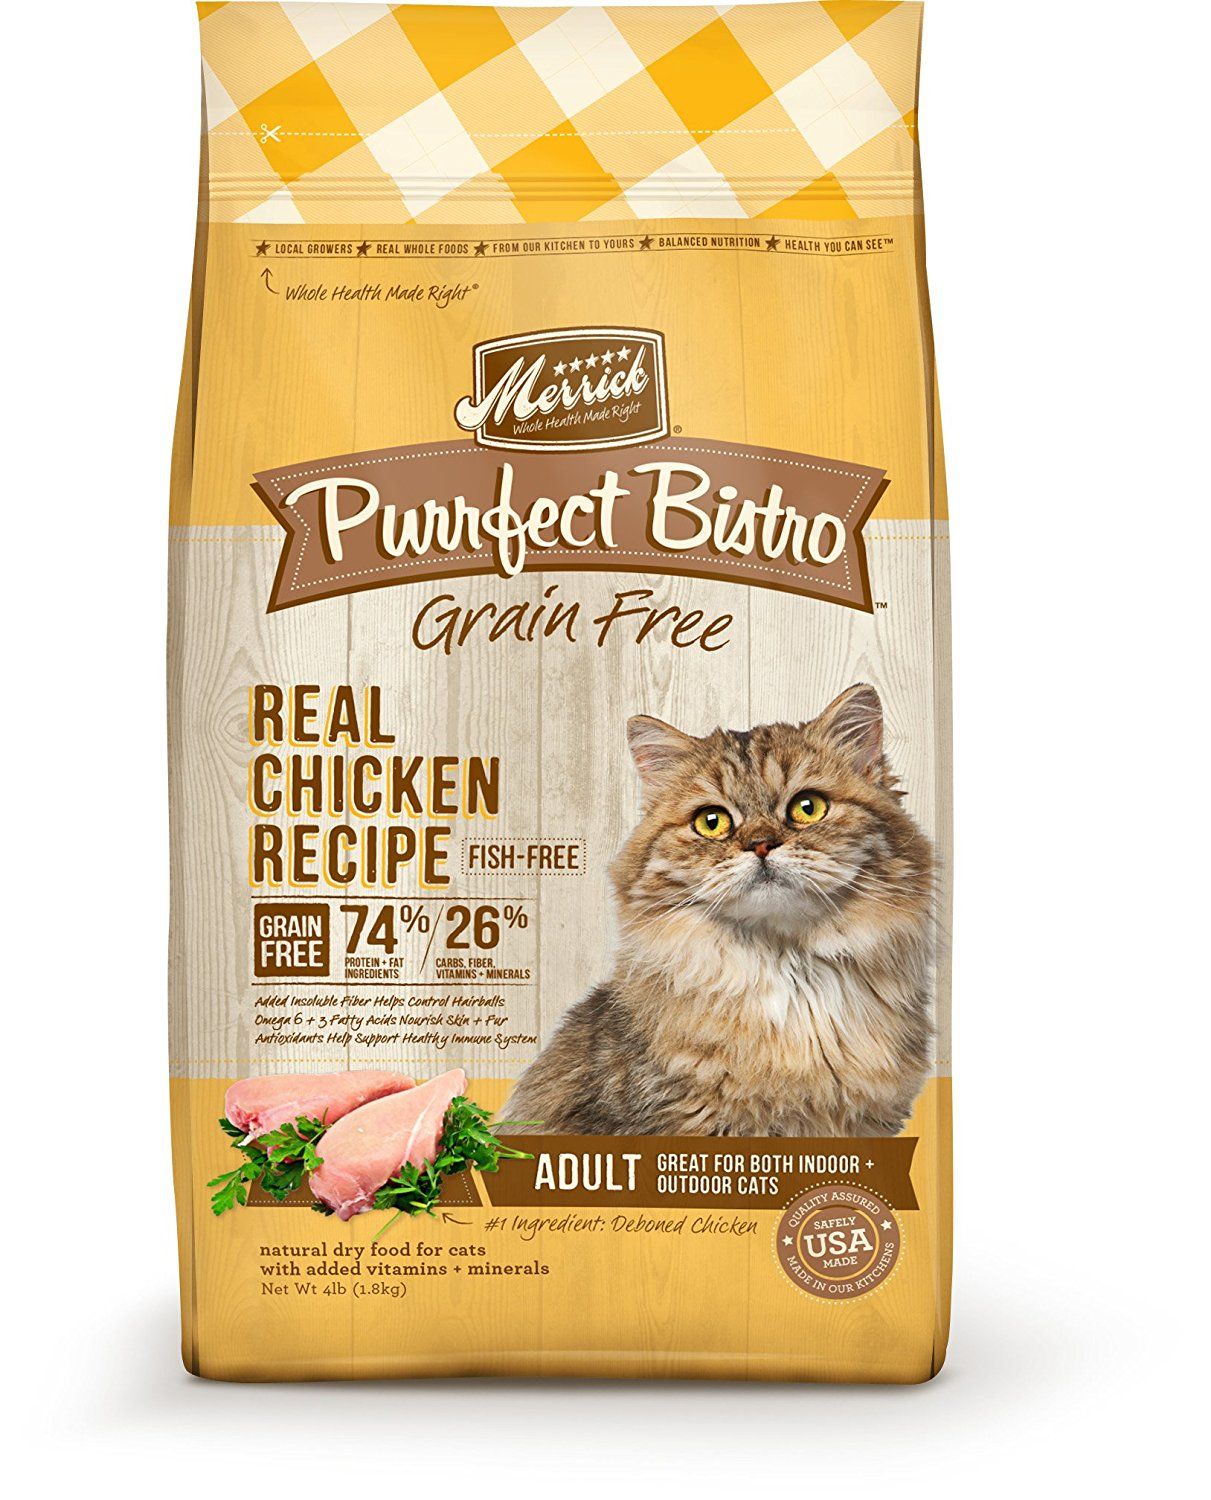 ★ LOCAL GROWERS ★ REAL WHOLE FOODS ★ FROM OUR KITCHEN TO YOURS ★ BALANCED NUTRITION ★ HEALTH YOU CAN SEE™
Whole Health Made Right®
Merrick
Whole Health Made Right
®
Purrfect Bistro™
Grain Free
REAL
CHICKEN
RECIPE
FISH-FREE
GRAIN
FREE
74% / 26%
PROTEIN + FAT
INGREDIENTS
CARBS, FIBER,
VITAMINS + MINERALS
Added Insoluble Fiber Helps Control Hairballs
Omega 6 + 3 Fatty Acids Nourish Skin + Fur
Antioxidants Help Support Healthy Immune System
ADULT
GREAT FOR BOTH INDOOR +
OUTDOOR CATS
#1 Ingredient: Deboned Chicken
QUALITY ASSURED
SAFELY
USA
MADE
MADE IN OUR KITCHENS
natural dry food for cats
with added vitamins + minerals
Net Wt 4lb (1.8kg)